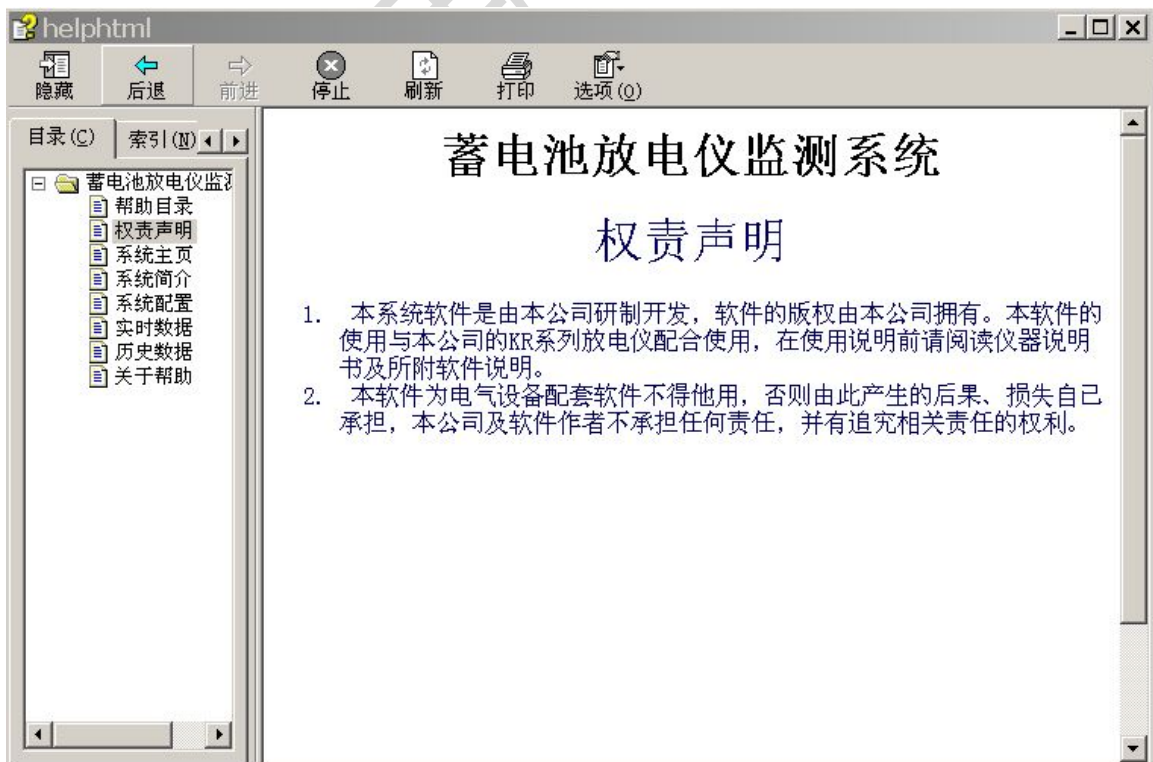 helphtml
隐藏 后退 前进 停止 刷新 打印 选项(O)
目录(C) 索引(N)
蓄电池放电仪监测
帮助目录
权责声明
系统主页
系统简介
系统配置
实时数据
历史数据
关于帮助
蓄电池放电仪监测系统
权责声明
1. 本系统软件是由本公司研制开发，软件的版权由本公司拥有。本软件的
使用与本公司的KR系列放电仪配合使用，在使用说明前请阅读仪器说明
书及所附软件说明。
2. 本软件为电气设备配套软件不得他用，否则由此产生的后果、损失自己
承担，本公司及软件作者不承担任何责任，并有追究相关责任的权利。